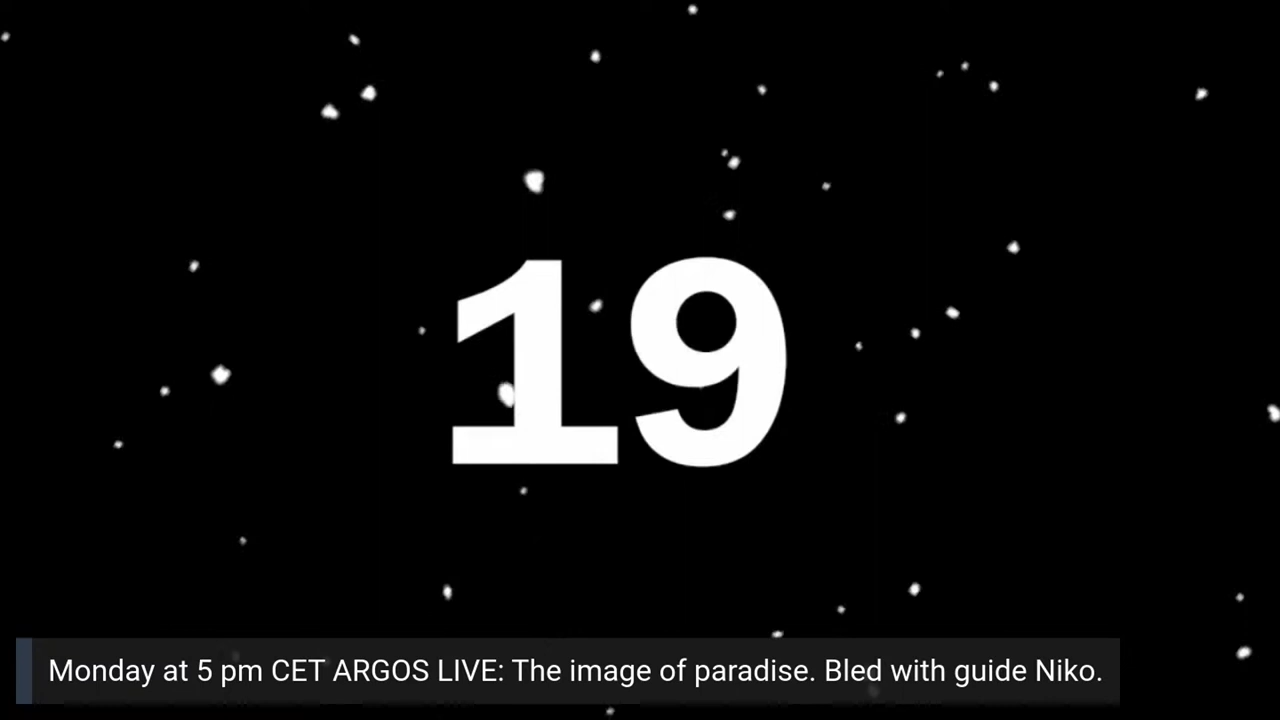 19
Monday at 5 pm CET ARGOS LIVE: The image of paradise. Bled with guide Niko.